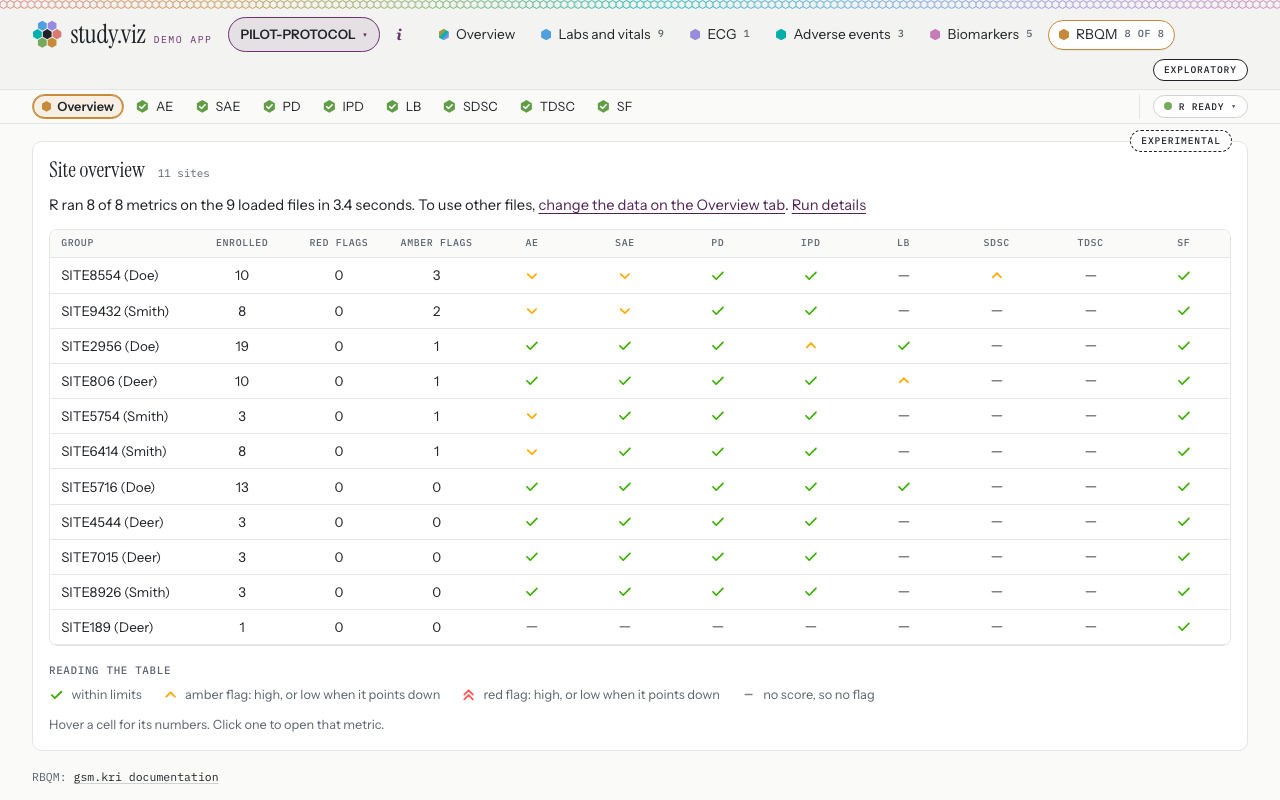 study.viz DEMO APP PILOT-PROTOCOL i Overview Labs and vitals 9 ECG 1 Adverse events 3 Biomarkers 5 RBQM 8 OF 8
EXPLORATORY
Overview AE SAE PD IPD LB SDSC TDSC SF R READY
EXPERIMENTAL
Site overview 11 sites
R ran 8 of 8 metrics on the 9 loaded files in 3.4 seconds. To use other files, change the data on the Overview tab. Run details
GROUP ENROLLED RED FLAGS AMBER FLAGS AE SAE PD IPD LB SDSC TDSC SF
SITE8554 (Doe) 10 0 3
SITE9432 (Smith) 8 0 2
SITE2956 (Doe) 19 0 1
SITE806 (Deer) 10 0 1
SITE5754 (Smith) 3 0 1
SITE6414 (Smith) 8 0 1
SITE5716 (Doe) 13 0 0
SITE4544 (Deer) 3 0 0
SITE7015 (Deer) 3 0 0
SITE8926 (Smith) 3 0 0
SITE189 (Deer) 1 0 0
READING THE TABLE
within limits amber flag: high, or low when it points down red flag: high, or low when it points down no score, so no flag
Hover a cell for its numbers. Click one to open that metric.
RBQM: gsm.kri documentation